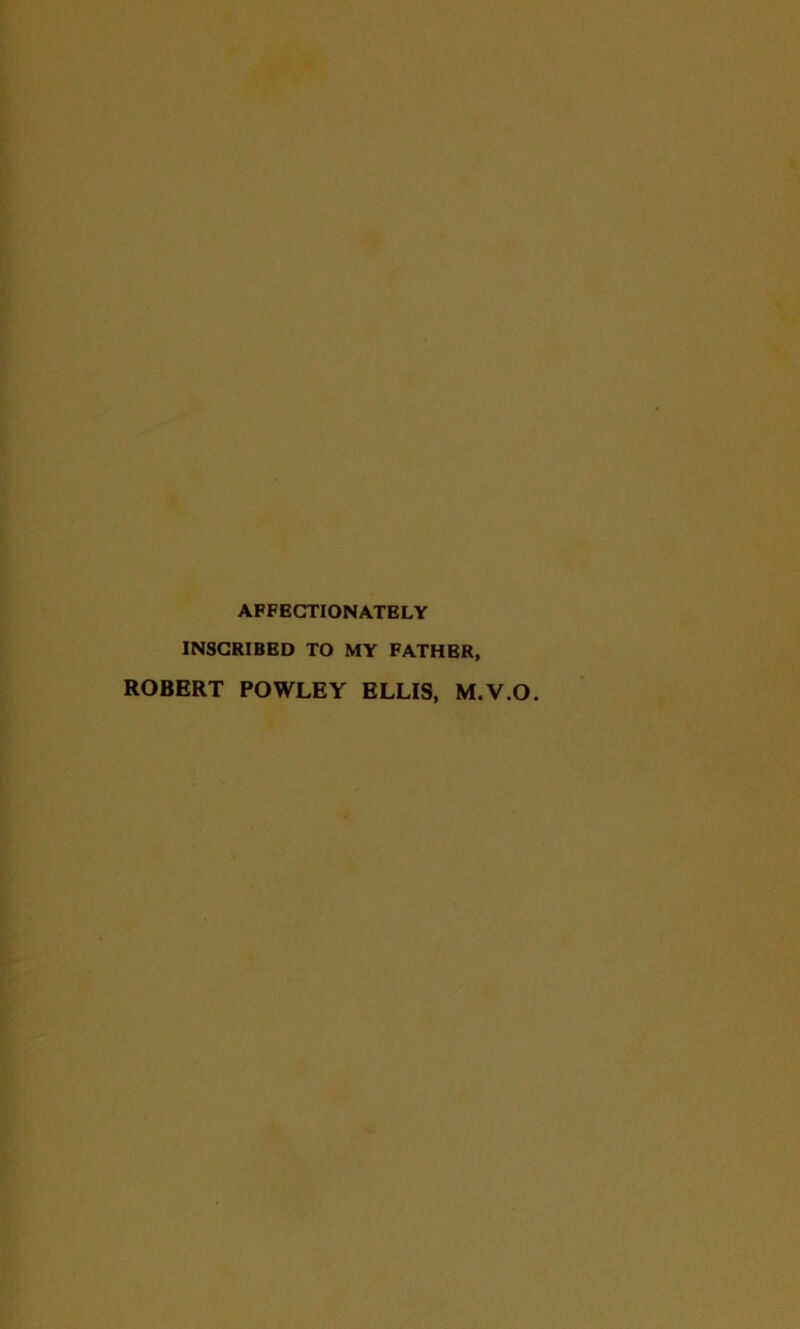 AFFECTIONATELY
INSCRIBED TO MY FATHER,
ROBERT POWLEY ELLIS, M.V.O.